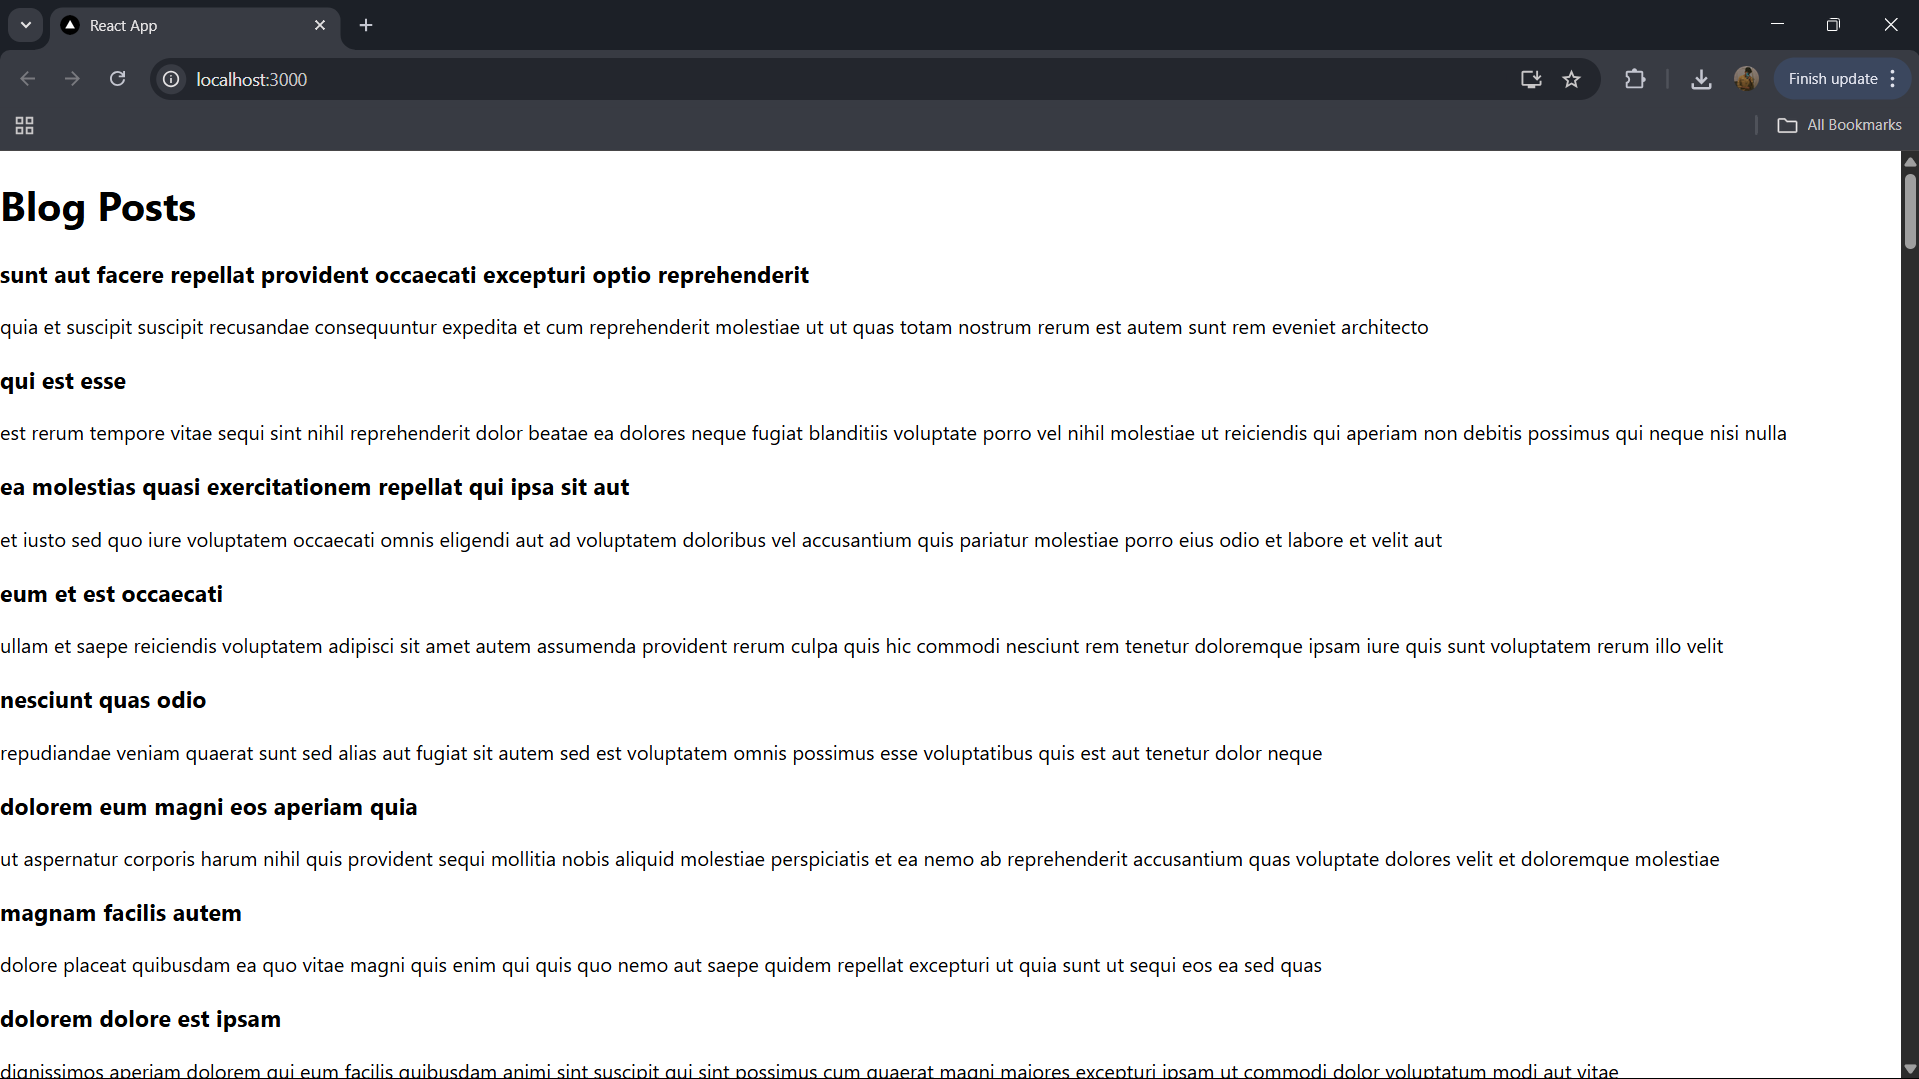 React App
localhost:3000
Finish update
All Bookmarks
Blog Posts
sunt aut facere repellat provident occaecati excepturi optio reprehenderit
quia et suscipit suscipit recusandae consequuntur expedita et cum reprehenderit molestiae ut ut quas totam nostrum rerum est autem sunt rem eveniet architecto
qui est esse
est rerum tempore vitae sequi sint nihil reprehenderit dolor beatae ea dolores neque fugiat blanditiis voluptate porro vel nihil molestiae ut reiciendis qui aperiam non debitis possimus qui neque nisi nulla
ea molestias quasi exercitationem repellat qui ipsa sit aut
et iusto sed quo iure voluptatem occaecati omnis eligendi aut ad voluptatem doloribus vel accusantium quis pariatur molestiae porro eius odio et labore et velit aut
eum et est occaecati
ullam et saepe reiciendis voluptatem adipisci sit amet autem assumenda provident rerum culpa quis hic commodi nesciunt rem tenetur doloremque ipsam iure quis sunt voluptatem rerum illo velit
nesciunt quas odio
repudiandae veniam quaerat sunt sed alias aut fugiat sit autem sed est voluptatem omnis possimus esse voluptatibus quis est aut tenetur dolor neque
dolorem eum magni eos aperiam quia
ut aspernatur corporis harum nihil quis provident sequi mollitia nobis aliquid molestiae perspiciatis et ea nemo ab reprehenderit accusantium quas voluptate dolores velit et doloremque molestiae
magnam facilis autem
dolore placeat quibusdam ea quo vitae magni quis enim qui quis quo nemo aut saepe quidem repellat excepturi ut quia sunt ut sequi eos ea sed quas
dolorem dolore est ipsam
dignissimos aperiam dolorem qui eum facilis quibusdam animi sint suscipit qui sint possimus cum quaerat magni maiores excepturi ipsam ut commodi dolor voluptatum modi aut vitae